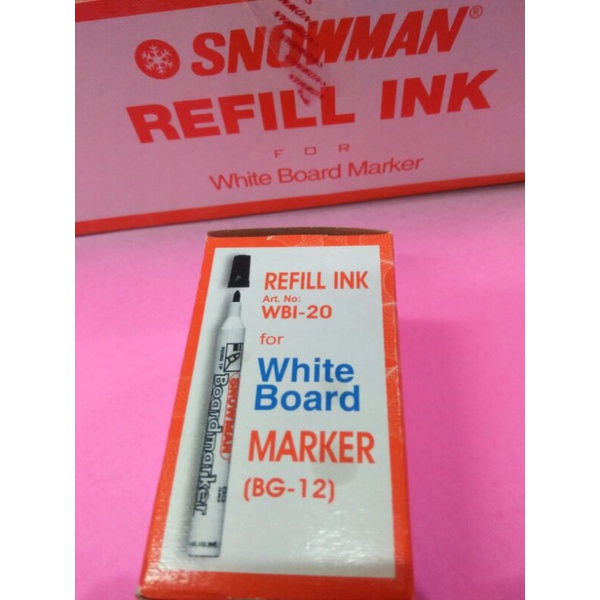 SNOWMAN®
REFILL INK
FOR
White Board Marker
REFILL INK
Art. No:
WBI-20
for
White
Board
MARKER
(BG-12)
SNOWMAN
Boardmarker